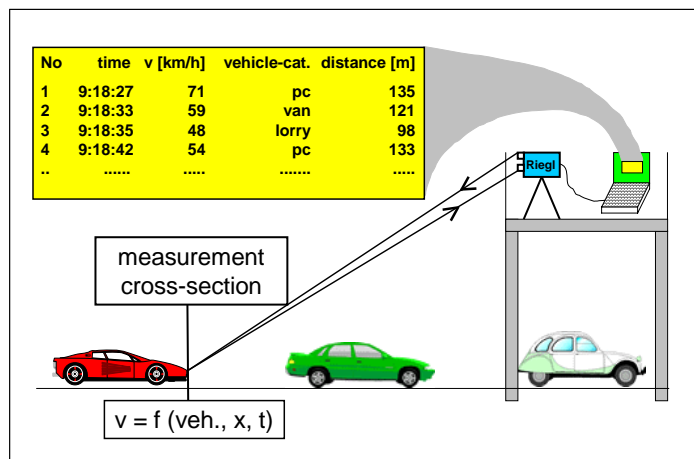 No time v [km/h] vehicle-cat. distance [m]
1 9:18:27 71 pc 135
2 9:18:33 59 van 121
3 9:18:35 48 lorry 98
4 9:18:42 54 pc 133
.. ...... ..... ....... .....
Riegl
measurement
cross-section
v = f (veh., x, t)